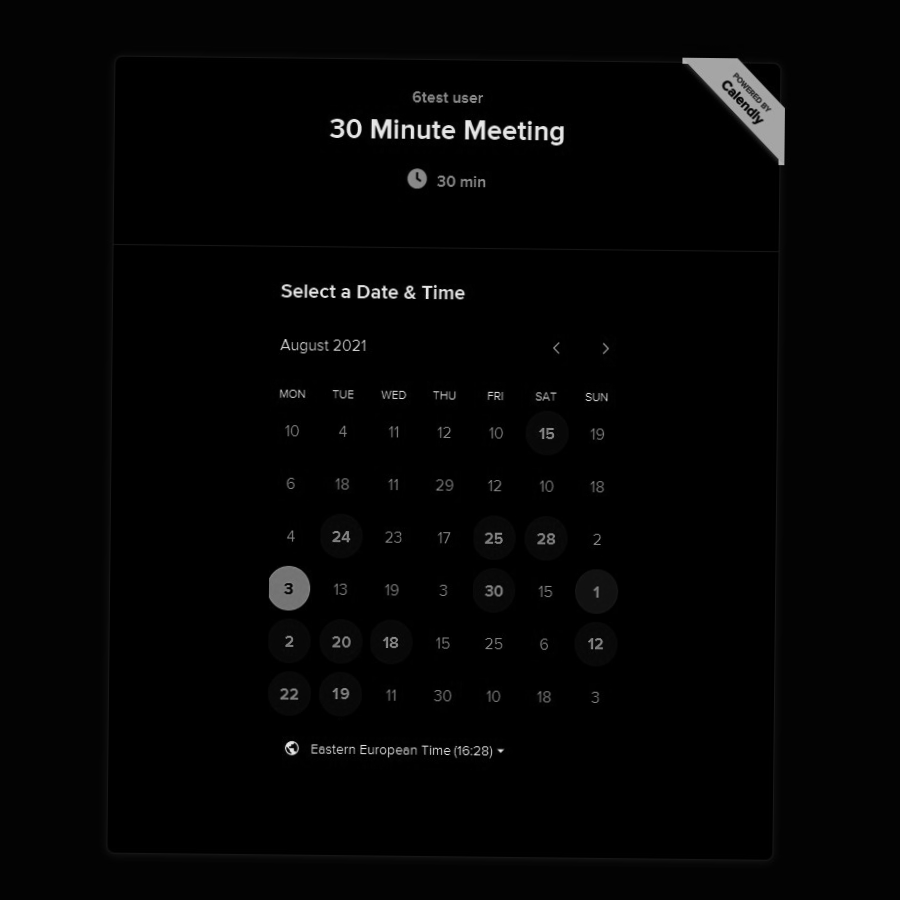 POWERED BY
Calendly
6test user
30 Minute Meeting
30 min
Select a Date & Time
August 2021
MON TUE WED THU FRI SAT SUN
10 4 11 12 10 15 19
6 18 11 29 12 10 18
4 24 23 17 25 28 2
3 13 19 3 30 15 1
2 20 18 15 25 6 12
22 19 11 30 10 18 3
Eastern European Time (16:28)